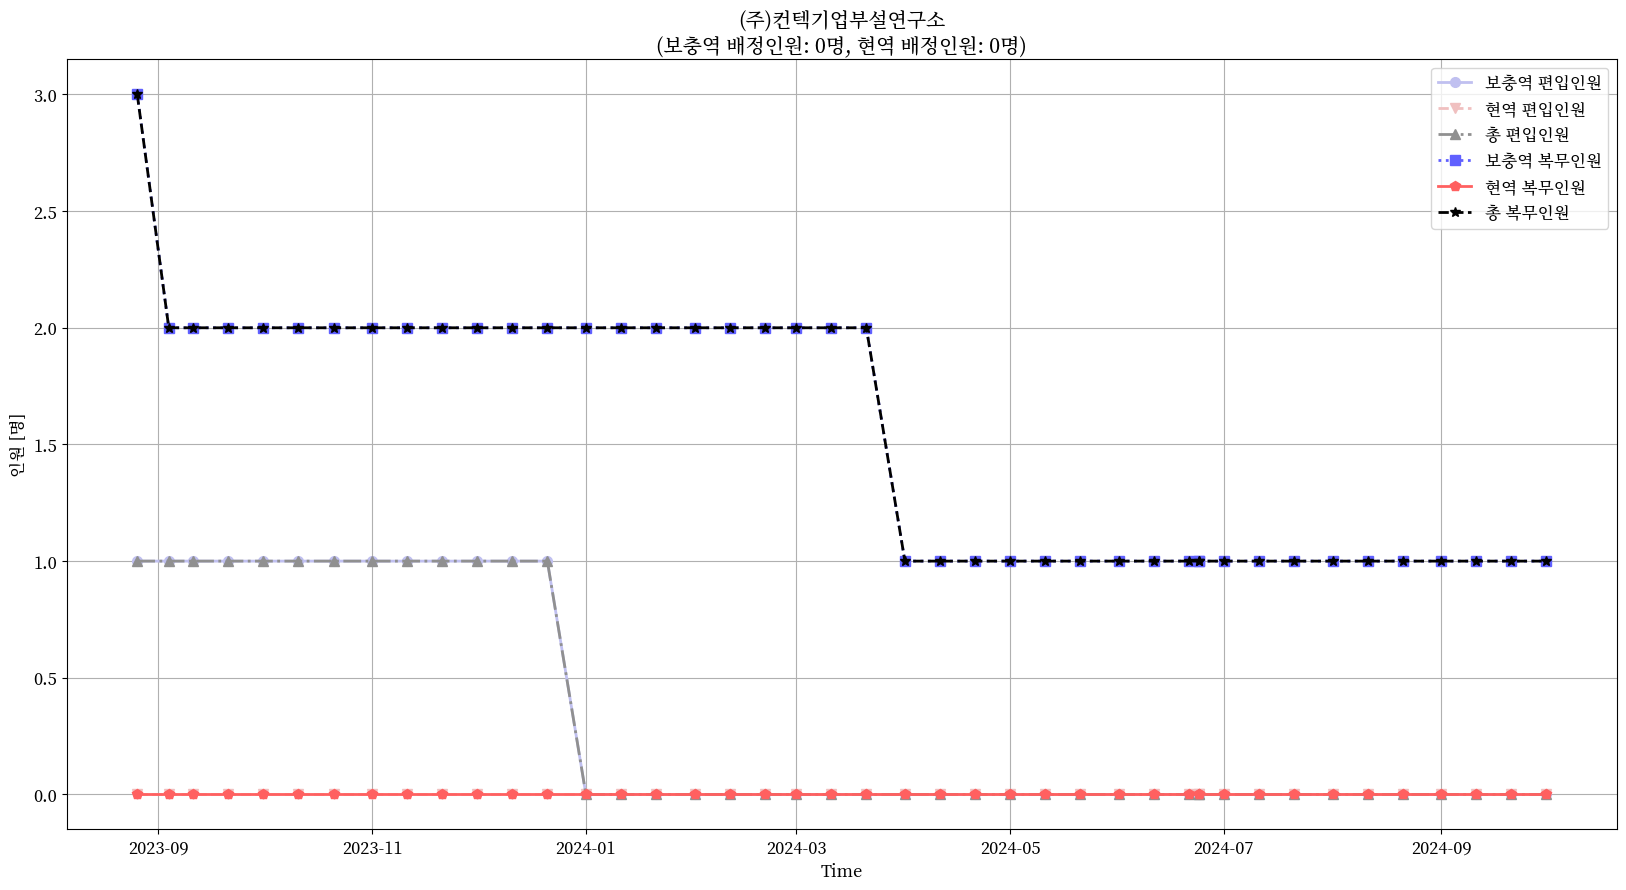 (주)컨텍기업부설연구소
(보충역 배정인원: 0명, 현역 배정인원: 0명)
보충역 편입인원
현역 편입인원
총 편입인원
보충역 복무인원
현역 복무인원
총 복무인원
인원 [명]
3.0
2.5
2.0
1.5
1.0
0.5
0.0
2023-09
2023-11
2024-01
2024-03
2024-05
2024-07
2024-09
Time